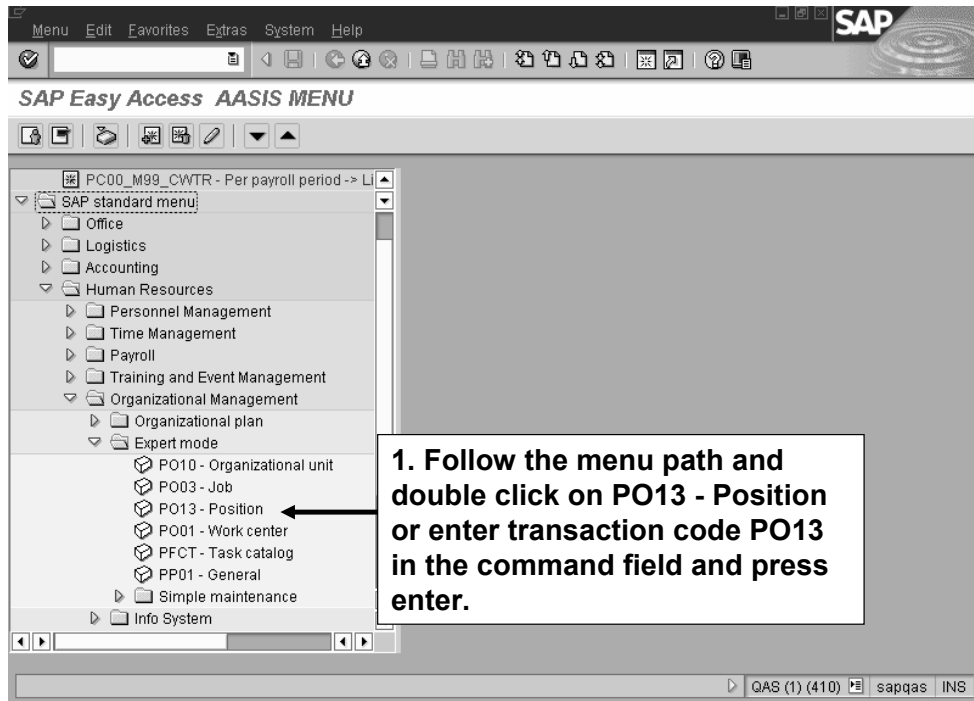 Menu Edit Favorites Extras System Help
SAP
SAP Easy Access AASIS MENU
PC00_M99_CWTR - Per payroll period -> Li
SAP standard menu
Office
Logistics
Accounting
Human Resources
Personnel Management
Time Management
Payroll
Training and Event Management
Organizational Management
Organizational plan
Expert mode
PO10 - Organizational unit
PO03 - Job
PO13 - Position
PO01 - Work center
PFCT - Task catalog
PP01 - General
Simple maintenance
Info System
1. Follow the menu path and
double click on PO13 - Position
or enter transaction code PO13
in the command field and press
enter.
QAS (1) (410) sapqas INS